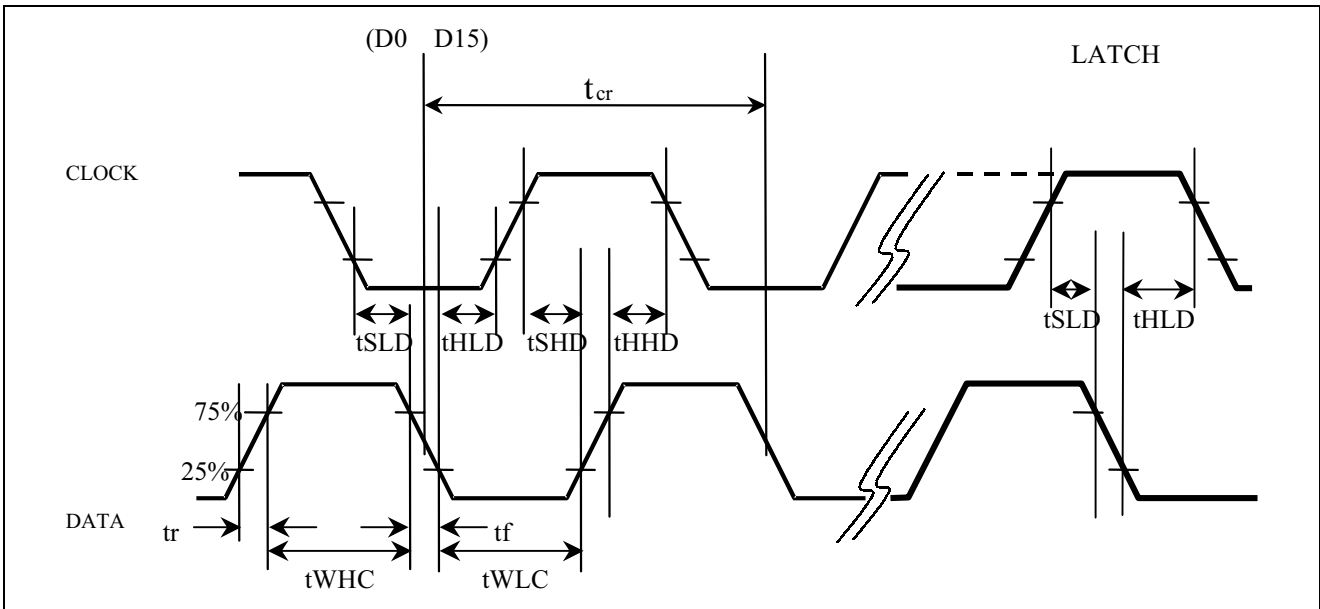 (D0 D15)
LATCH
tcr
CLOCK
tSLD tHLD tSHD tHHD
tSLD tHLD
75%
25%
DATA
tr
tf
tWHC
tWLC